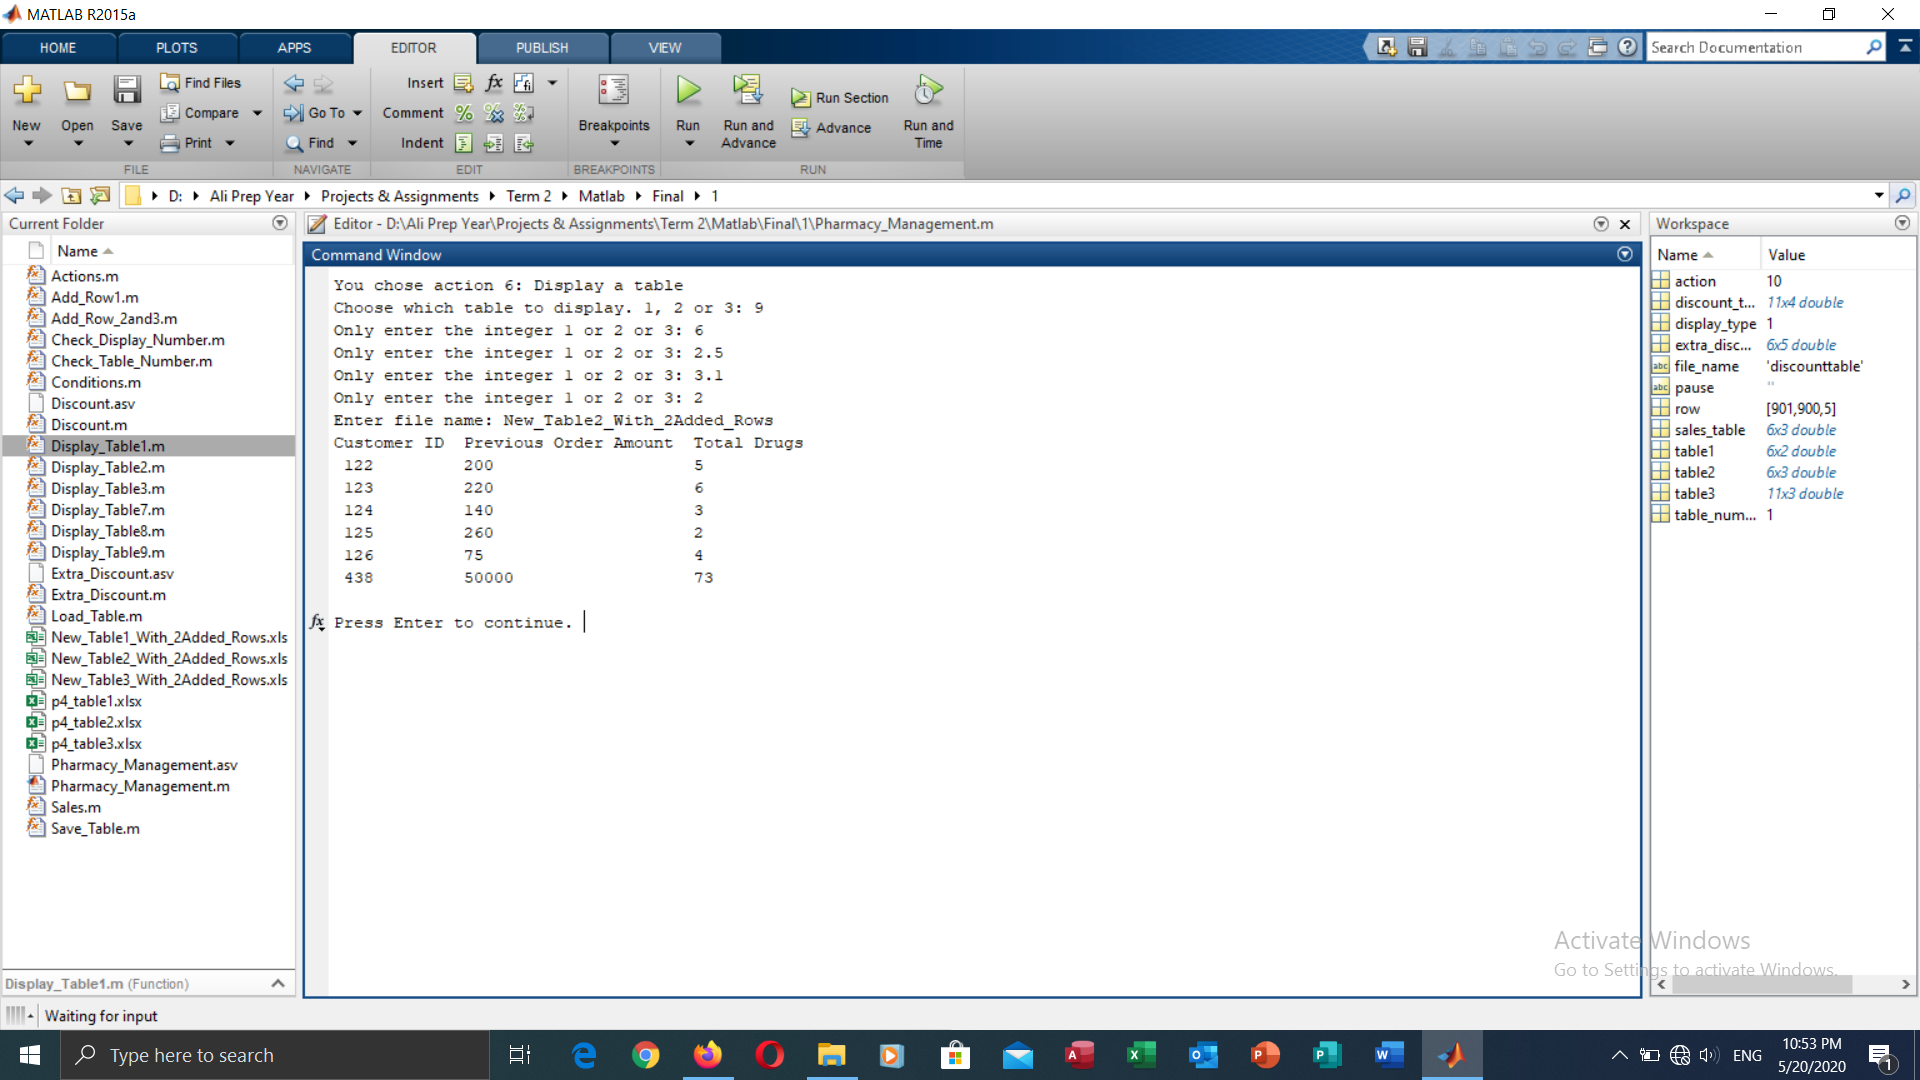 MATLAB R2015a
HOME PLOTS APPS EDITOR PUBLISH VIEW
Search Documentation
New Open Save
Find Files
Compare
Print
Go To
Find
Insert fx fi
Comment % % %
Indent
Breakpoints
Run
Run and Advance
Run Section
Advance
Run and Time
FILE NAVIGATE EDIT BREAKPOINTS RUN
D: Ali Prep Year Projects & Assignments Term 2 Matlab Final 1
Current Folder
Name
Actions.m
Add_Row1.m
Add_Row_2and3.m
Check_Display_Number.m
Check_Table_Number.m
Conditions.m
Discount.asv
Discount.m
Display_Table1.m
Display_Table2.m
Display_Table3.m
Display_Table7.m
Display_Table8.m
Display_Table9.m
Extra_Discount.asv
Extra_Discount.m
Load_Table.m
New_Table1_With_2Added_Rows.xls
New_Table2_With_2Added_Rows.xls
New_Table3_With_2Added_Rows.xls
p4_table1.xlsx
p4_table2.xlsx
p4_table3.xlsx
Pharmacy_Management.asv
Pharmacy_Management.m
Sales.m
Save_Table.m
Display_Table1.m (Function)
Editor - D:\Ali Prep Year\Projects & Assignments\Term 2\Matlab\Final\1\Pharmacy_Management.m
Command Window
You chose action 6: Display a table
Choose which table to display. 1, 2 or 3: 9
Only enter the integer 1 or 2 or 3: 6
Only enter the integer 1 or 2 or 3: 2.5
Only enter the integer 1 or 2 or 3: 3.1
Only enter the integer 1 or 2 or 3: 2
Enter file name: New_Table2_With_2Added_Rows
Customer ID Previous Order Amount Total Drugs
122 200 5
123 220 6
124 140 3
125 260 2
126 75 4
438 50000 73
fx Press Enter to continue.
Workspace
Name Value
action 10
discount_t... 11x4 double
display_type 1
extra_disc... 6x5 double
abc file_name 'discounttable'
abc pause ''
row [901,900,5]
sales_table 6x3 double
table1 6x2 double
table2 6x3 double
table3 11x3 double
table_num... 1
Activate Windows
Go to Settings to activate Windows.
Waiting for input
Type here to search
ENG
10:53 PM
5/20/2020
1